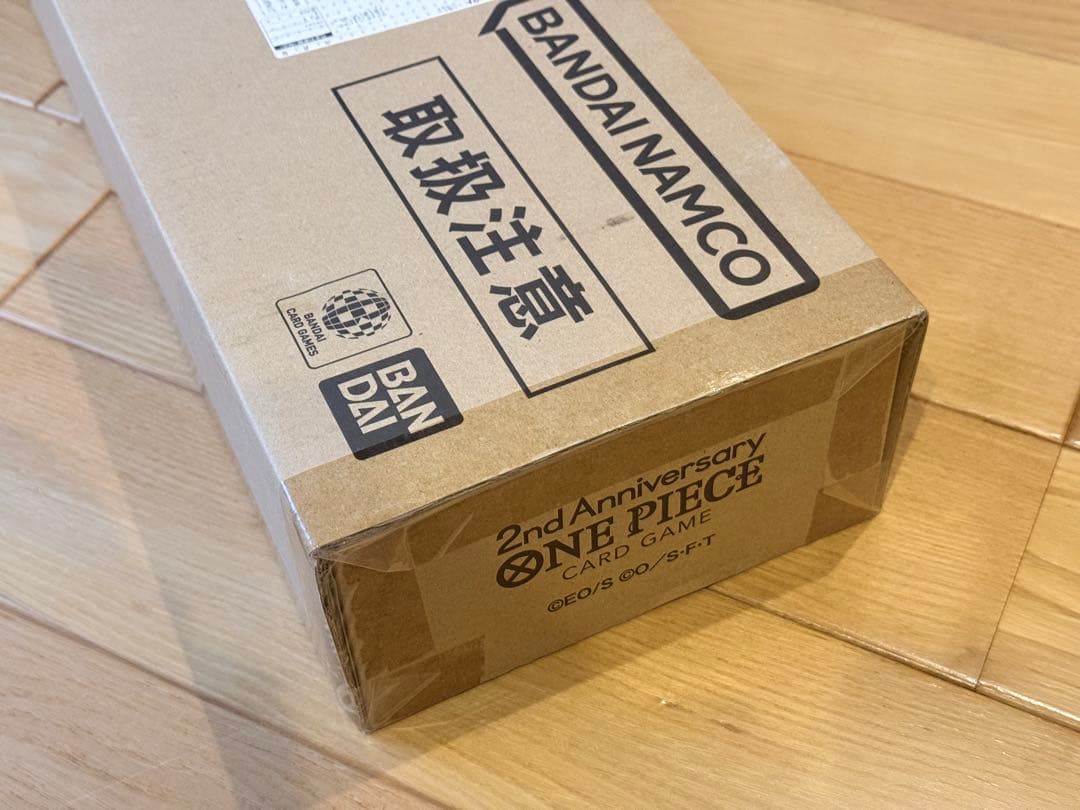 BANDAI NAMCO
取扱注意
BANDAI
CARD GAMES
BAN
DAI
2nd Anniversary
ONE PIECE
CARD GAME
©EO/S ©O/S・F・T